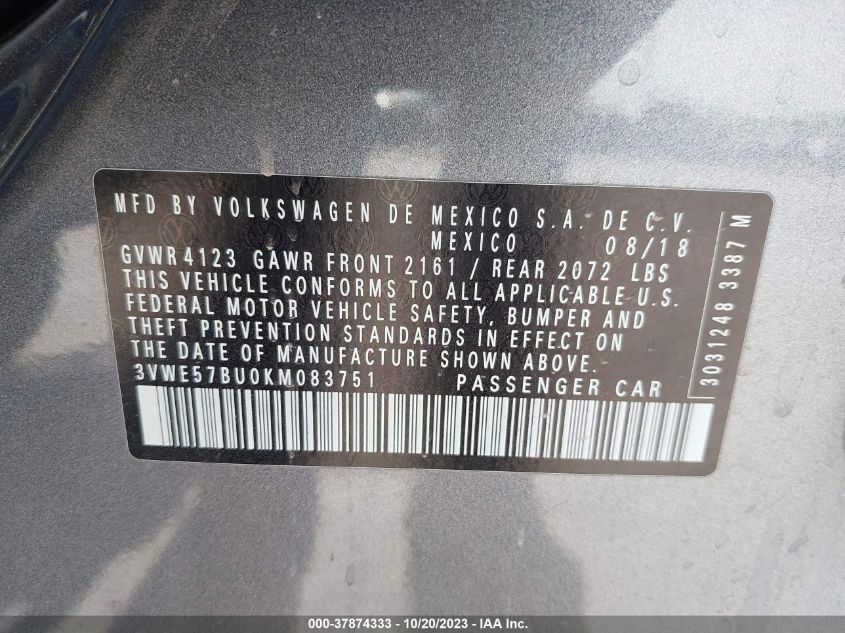 MFD BY VOLKSWAGEN DE MEXICO S.A. DE C.V.
MEXICO 08/18
GVWR 4123 GAWR FRONT 2161 / REAR 2072 LBS
THIS VEHICLE CONFORMS TO ALL APPLICABLE U.S.
FEDERAL MOTOR VEHICLE SAFETY, BUMPER AND
THEFT PREVENTION STANDARDS IN EFFECT ON
THE DATE OF MANUFACTURE SHOWN ABOVE.
3VWE57BU0KM083751 PASSENGER CAR
3031248 3387 M
000-37874333 - 10/20/2023 - IAA Inc.